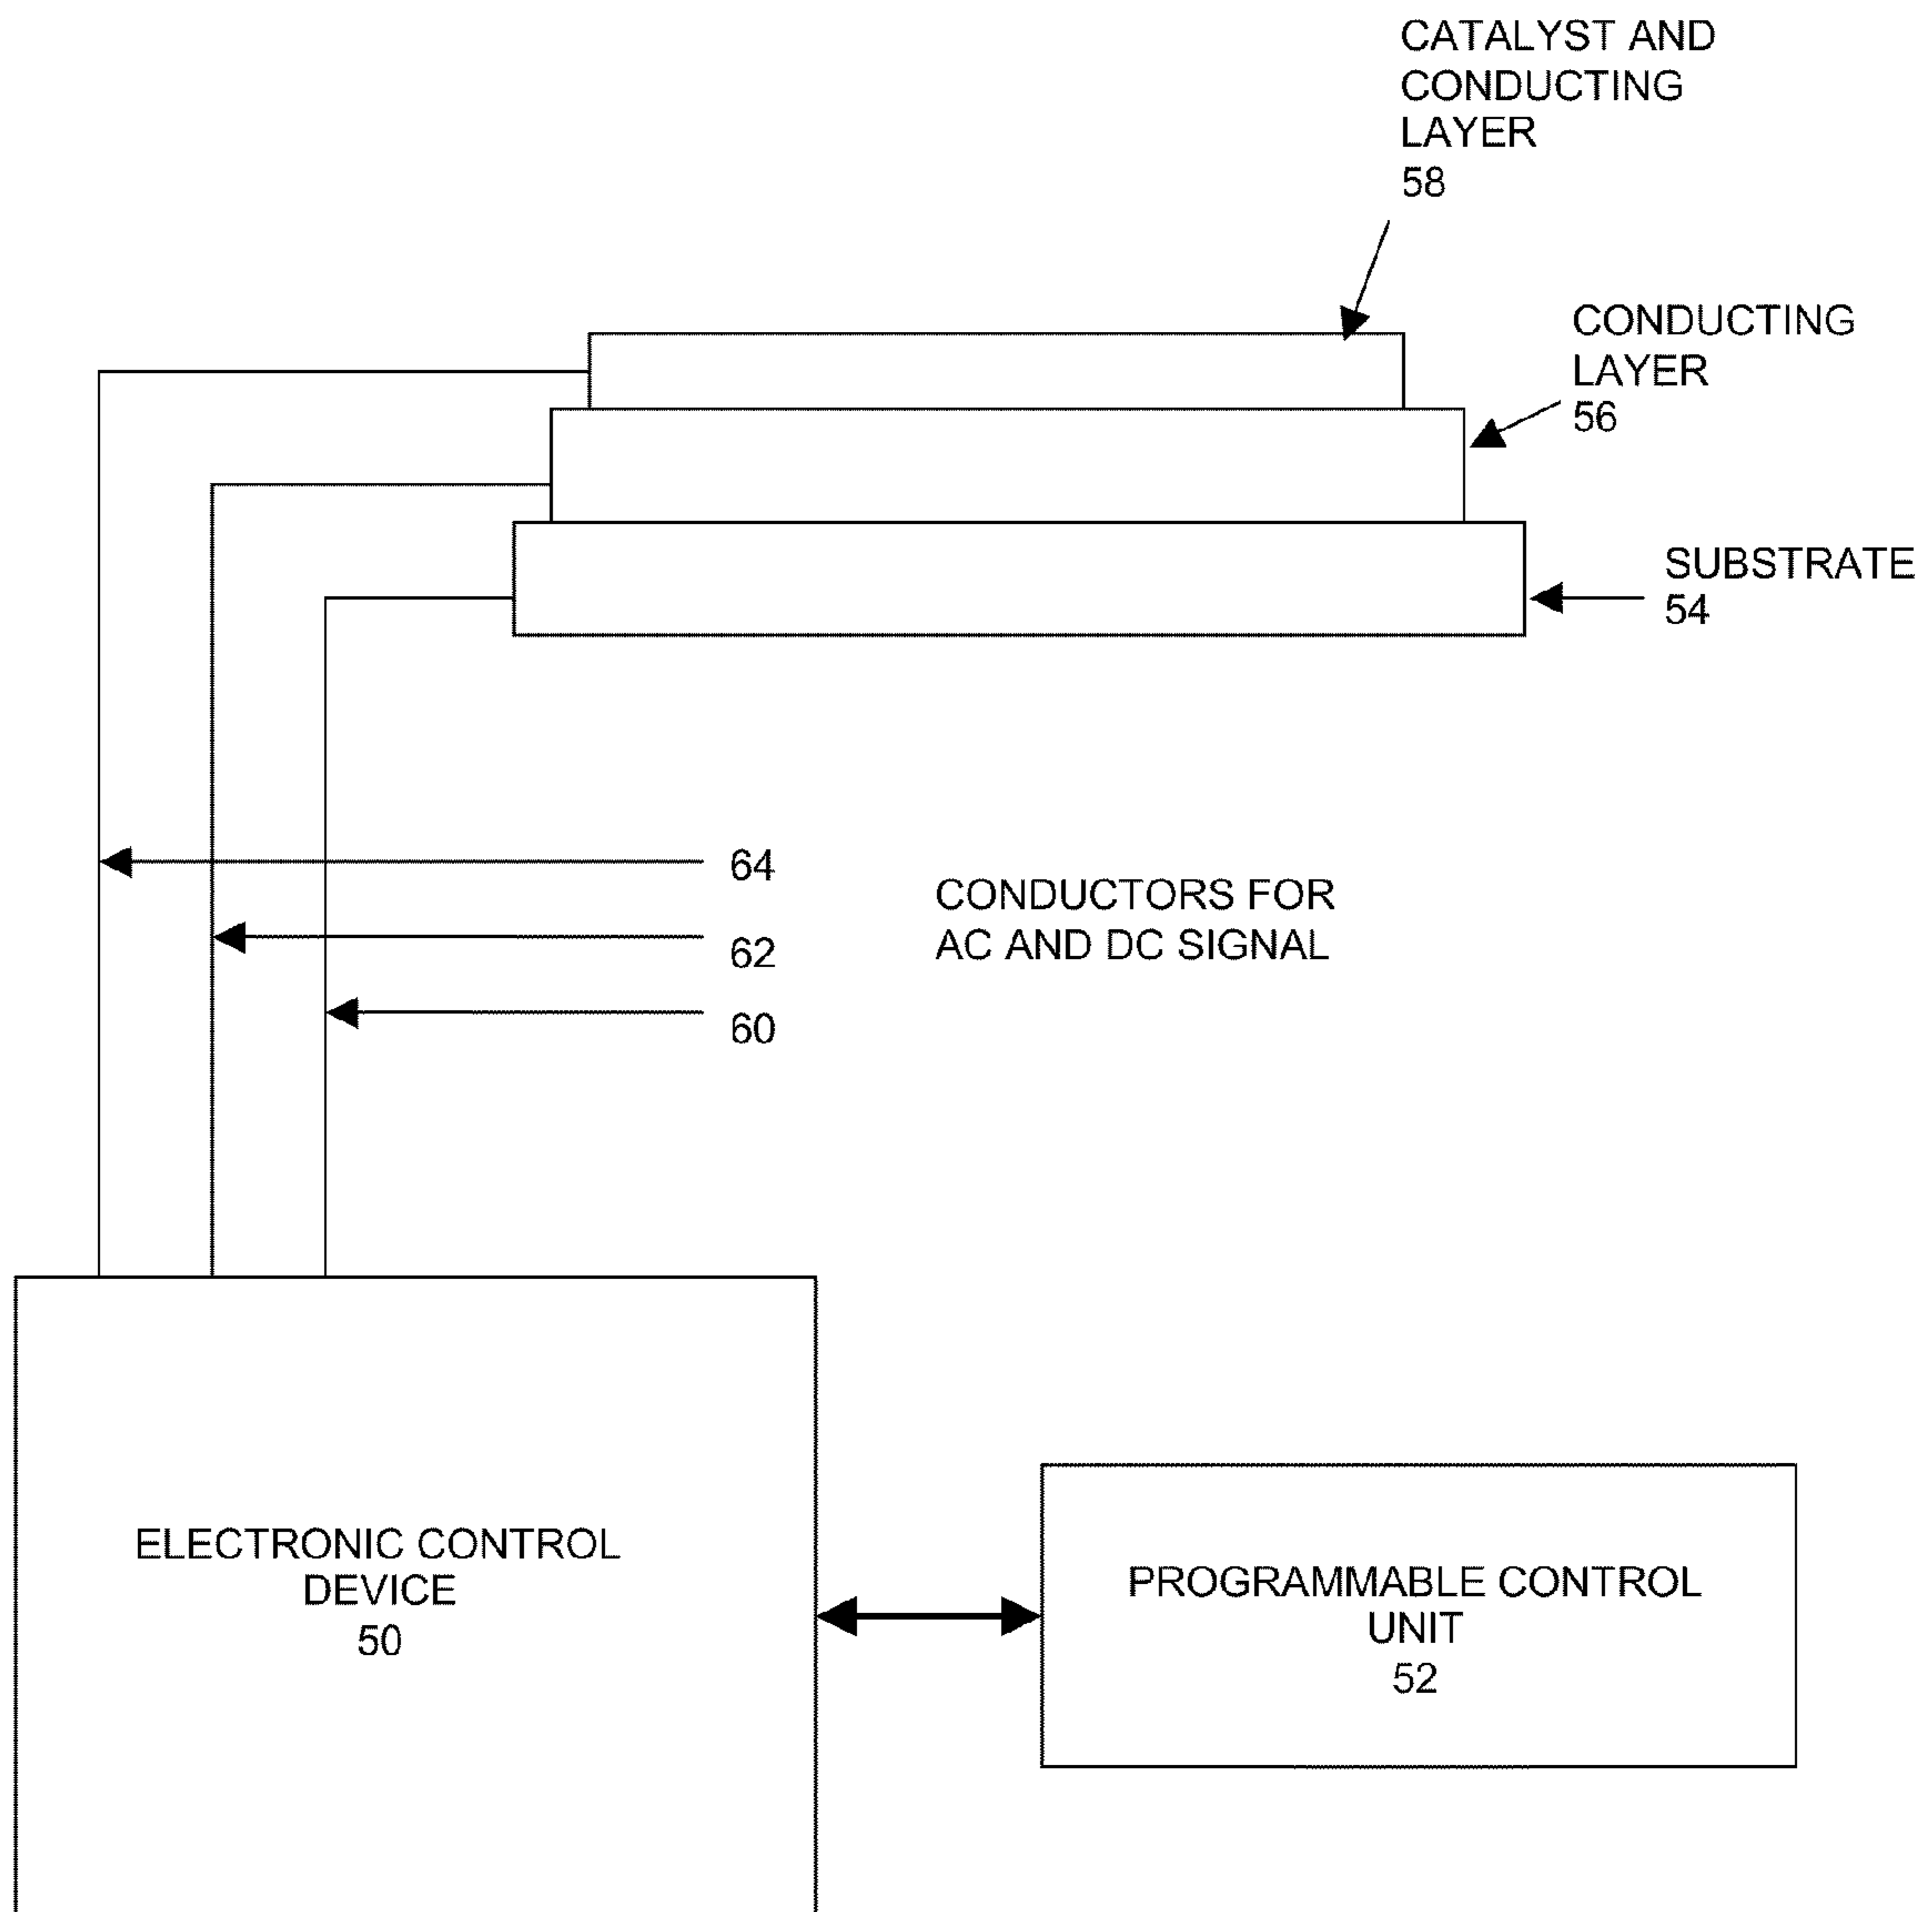 CATALYST AND
CONDUCTING
LAYER
58
CONDUCTING
LAYER
56
SUBSTRATE
54
64
62
60
CONDUCTORS FOR
AC AND DC SIGNAL
ELECTRONIC CONTROL
DEVICE
50
PROGRAMMABLE CONTROL
UNIT
52